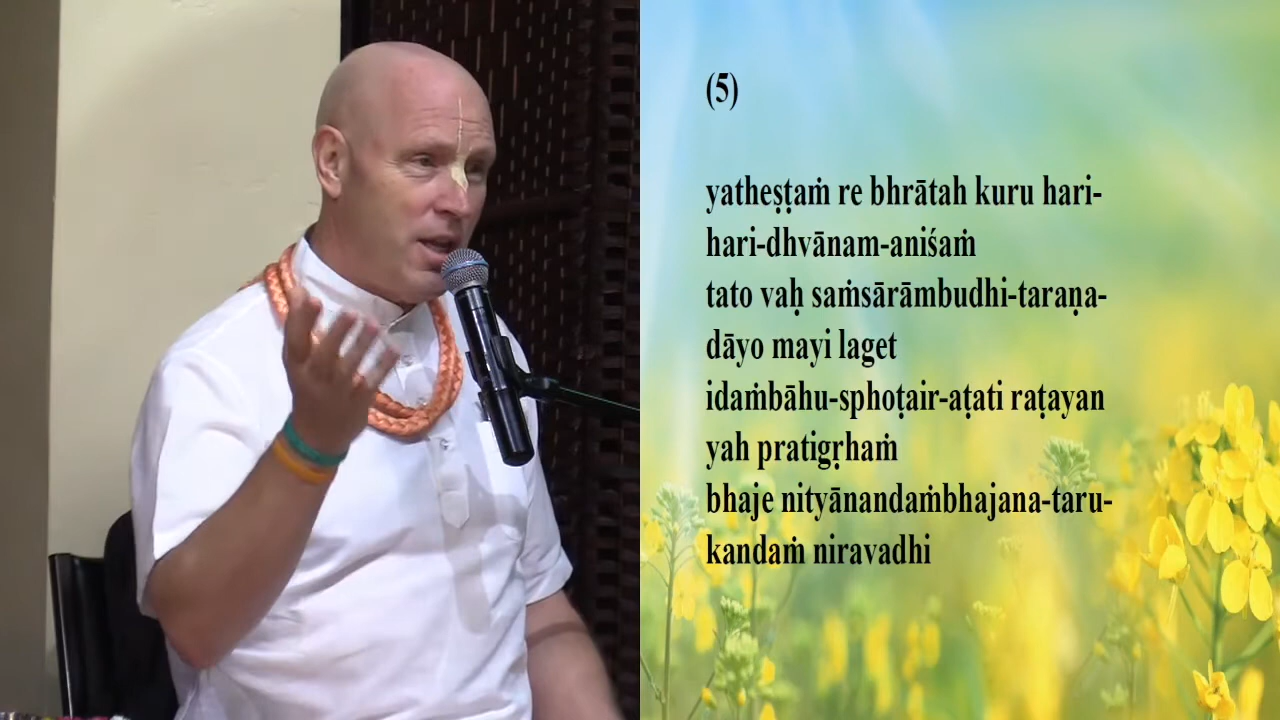 (5)
yatheṣṭaṁ re bhrātah kuru hari-
hari-dhvānam-aniśaṁ
tato vaḥ saṁsārāmbudhi-taraṇa-
dāyo mayi laget
idaṁbāhu-sphoṭair-aṭati raṭayan
yah pratigṛhaṁ
bhaje nityānandaṁbhajana-taru-
kandaṁ niravadhi